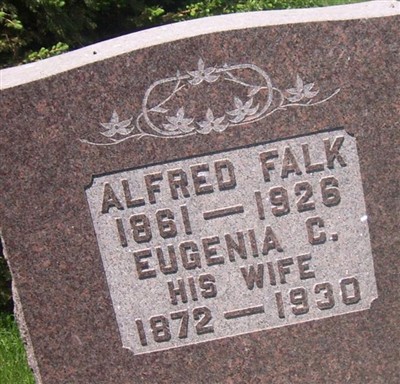 ALFRED FALK
1861 — 1926
EUGENIA C.
HIS WIFE
1872 — 1930